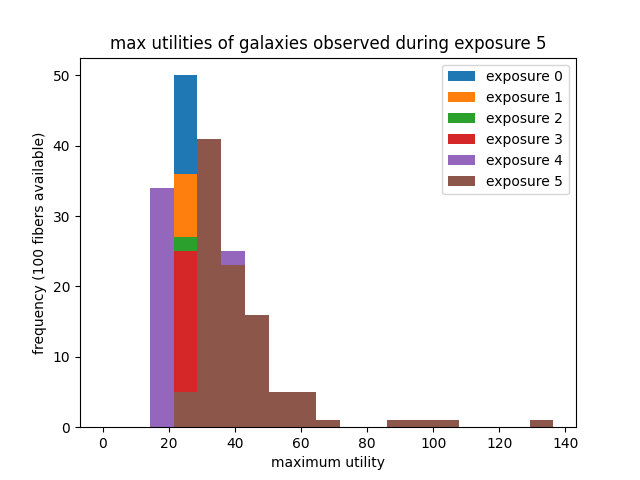 max utilities of galaxies observed during exposure 5
frequency (100 fibers available)
50
40
30
20
10
0
exposure 0
exposure 1
exposure 2
exposure 3
exposure 4
exposure 5
0 20 40 60 80 100 120 140
maximum utility